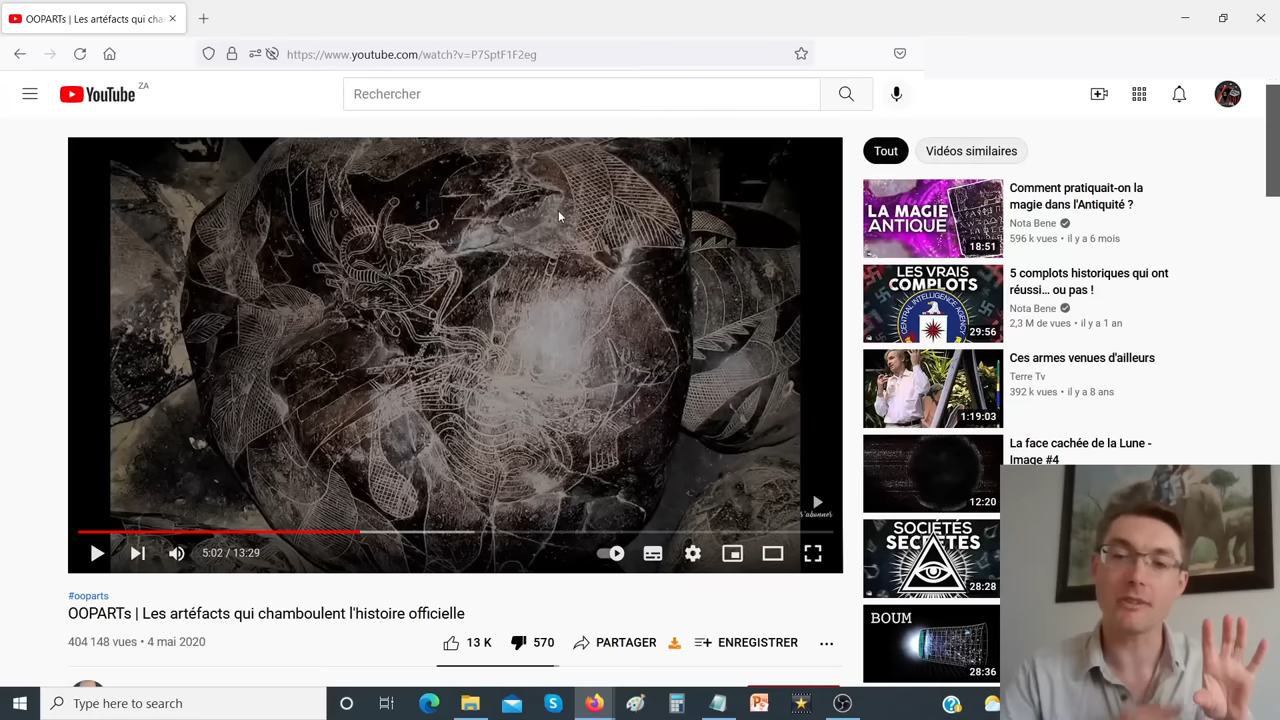 OOPARTs | Les artéfacts qui cha
https://www.youtube.com/watch?v=P7SptF1F2eg
YouTube ZA
Rechercher
Tout
Vidéos similaires
LA MAGIE
ANTIQUE
18:51
Comment pratiquait-on la
magie dans l'Antiquité ?
Nota Bene
596 k vues • il y a 6 mois
LES VRAIS
COMPLOTS
CENTRAL INTELLIGENCE AGENCY
29:56
5 complots historiques qui ont
réussi… ou pas !
Nota Bene
2,3 M de vues • il y a 1 an
1:19:03
Ces armes venues d'ailleurs
Terre Tv
392 k vues • il y a 8 ans
12:20
La face cachée de la Lune -
Image #4
SOCIÉTÉS
SECRÈTES
28:28
BOUM
28:36
S'abonner
5:02 / 13:29
#ooparts
OOPARTs | Les artéfacts qui chamboulent l'histoire officielle
404 148 vues • 4 mai 2020
13 K
570
PARTAGER
ENREGISTRER
Type here to search